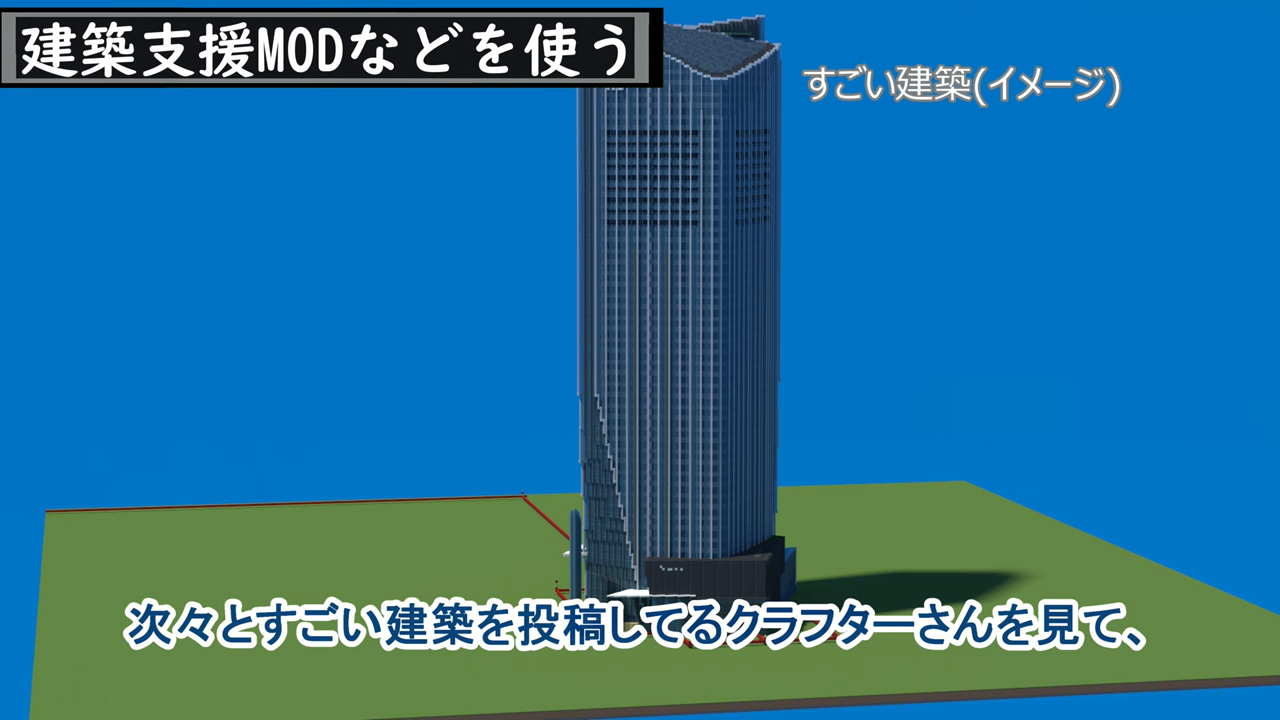 建築支援MODなどを使う
すごい建築(イメージ)
次々とすごい建築を投稿してるクラフターさんを見て、